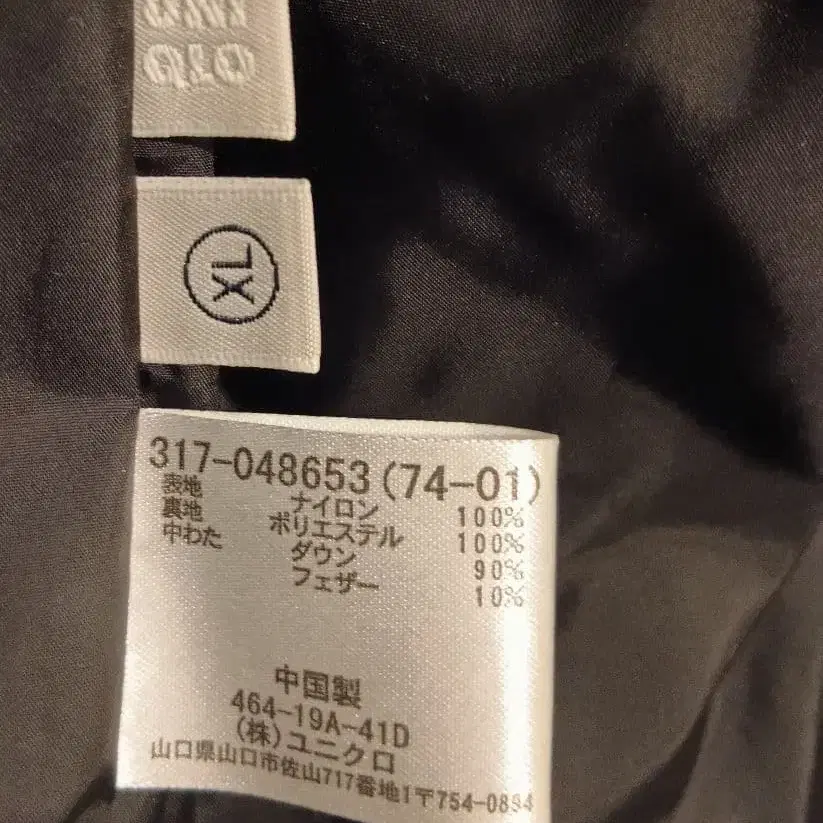 XL
317-048653(74-01)
表地 ナイロン 100%
裏地 ポリエステル 100%
中わた ダウン 90%
フェザー 10%
中国製
464-19A-41D
(株)ユニクロ
山口県山口市佐山717番地1〒754-0894